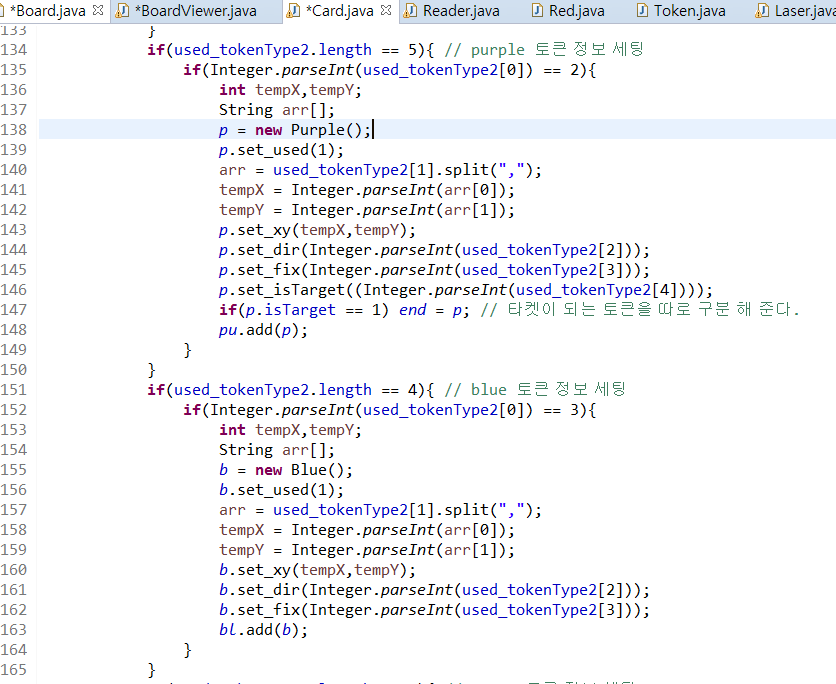 *Board.java *BoardViewer.java *Card.java Reader.java Red.java Token.java Laser.java
133 }
134 if(used_tokenType2.length == 5){ // purple 토큰 정보 세팅
135 if(Integer.parseInt(used_tokenType2[0]) == 2){
136 int tempX,tempY;
137 String arr[];
138 p = new Purple();
139 p.set_used(1);
140 arr = used_tokenType2[1].split(",");
141 tempX = Integer.parseInt(arr[0]);
142 tempY = Integer.parseInt(arr[1]);
143 p.set_xy(tempX,tempY);
144 p.set_dir(Integer.parseInt(used_tokenType2[2]));
145 p.set_fix(Integer.parseInt(used_tokenType2[3]));
146 p.set_isTarget((Integer.parseInt(used_tokenType2[4])));
147 if(p.isTarget == 1) end = p; // 타켓이 되는 토큰을 따로 구분 해 준다.
148 pu.add(p);
149 }
150 }
151 if(used_tokenType2.length == 4){ // blue 토큰 정보 세팅
152 if(Integer.parseInt(used_tokenType2[0]) == 3){
153 int tempX,tempY;
154 String arr[];
155 b = new Blue();
156 b.set_used(1);
157 arr = used_tokenType2[1].split(",");
158 tempX = Integer.parseInt(arr[0]);
159 tempY = Integer.parseInt(arr[1]);
160 b.set_xy(tempX,tempY);
161 b.set_dir(Integer.parseInt(used_tokenType2[2]));
162 b.set_fix(Integer.parseInt(used_tokenType2[3]));
163 bl.add(b);
164 }
165 }